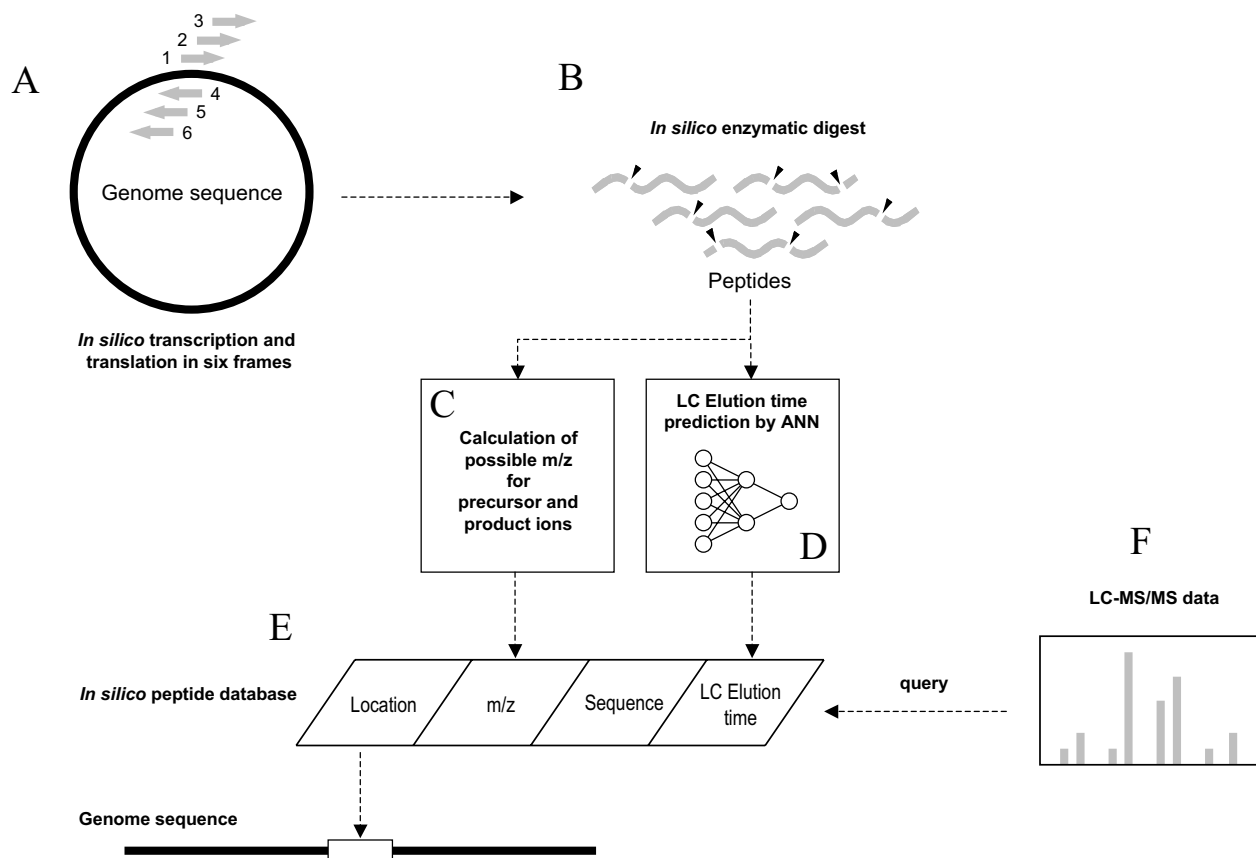 A
3
2
1
4
5
6
Genome sequence
In silico transcription and
translation in six frames
B
In silico enzymatic digest
Peptides
C
Calculation of
possible m/z
for
precursor and
product ions
LC Elution time
prediction by ANN
D
E
In silico peptide database
Location
m/z
Sequence
LC Elution
time
query
F
LC-MS/MS data
Genome sequence